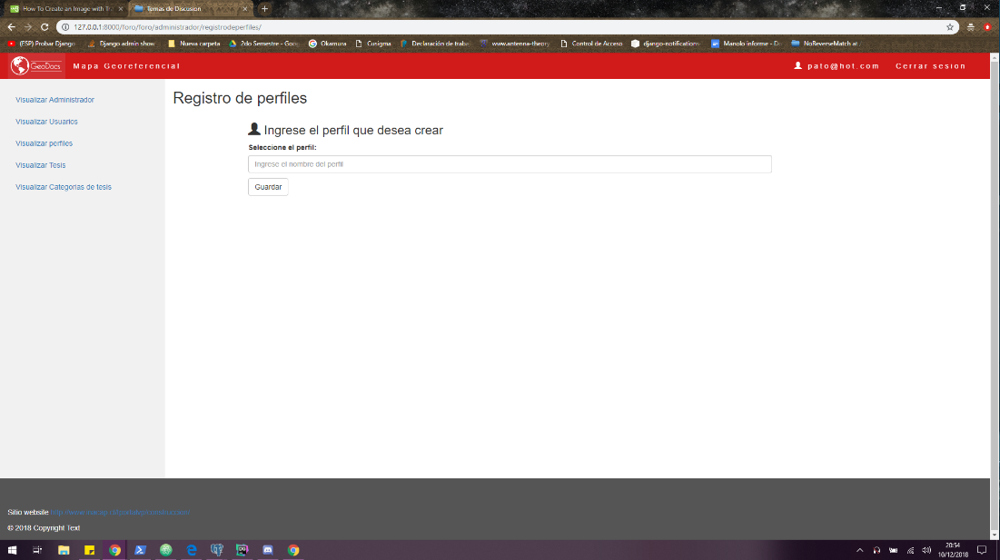 How To Create an Image with T
Temas de Discusion
127.0.0.1:8000/foro/foro/administrador/registrodeperfiles/
(ESP) Probar Django
Django admin show
Nueva carpeta
2do Semestre - Goo
Okamura
Cusigma
Declaración de traba
www.antenna-theory
Control de Acceso
django-notifications
Manolo informe - Do
NoReverseMatch at
GeoDocs
Mapa Georeferencial
pato@hot.com
Cerrar sesion
Visualizar Administrador
Visualizar Usuarios
Visualizar perfiles
Visualizar Tesis
Visualizar Categorias de tesis
Registro de perfiles
Ingrese el perfil que desea crear
Seleccione el perfil:
Ingrese el nombre del perfil
Guardar
Sitio website
© 2018 Copyright Text
20:54
10/12/2018